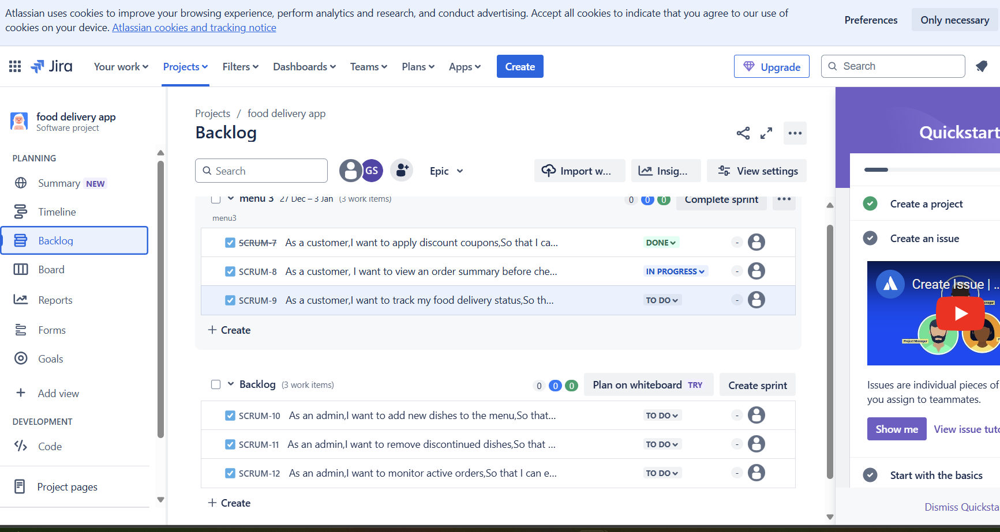 Atlassian uses cookies to improve your browsing experience, perform analytics and research, and conduct advertising. Accept all cookies to indicate that you agree to our use of
cookies on your device. Atlassian cookies and tracking notice
Preferences
Only necessary
Jira
Your work
Projects
Filters
Dashboards
Teams
Plans
Apps
Create
Upgrade
Search
food delivery app
Software project
PLANNING
Summary NEW
Timeline
Backlog
Board
Reports
Forms
Goals
Add view
DEVELOPMENT
Code
Project pages
Projects / food delivery app
Backlog
Search
GS
Epic
Import w...
Insig...
View settings
menu 3 27 Dec – 3 Jan (3 work items)
0 0 0
Complete sprint
menu3
SCRUM-7 As a customer,I want to apply discount coupons,So that I ca... DONE -
SCRUM-8 As a customer, I want to view an order summary before che... IN PROGRESS -
SCRUM-9 As a customer,I want to track my food delivery status,So th... TO DO -
+ Create
Backlog (3 work items)
0 0 0
Plan on whiteboard TRY
Create sprint
SCRUM-10 As an admin,I want to add new dishes to the menu,So that... TO DO -
SCRUM-11 As an admin,I want to remove discontinued dishes,So that ... TO DO -
SCRUM-12 As an admin,I want to monitor active orders,So that I can e... TO DO -
+ Create
Quickstart
Create a project
Create an issue
Create Issue | ...
Project Manager
Issues are individual pieces of
you assign to teammates.
Show me
View issue tuto
Start with the basics
Dismiss Quicksta